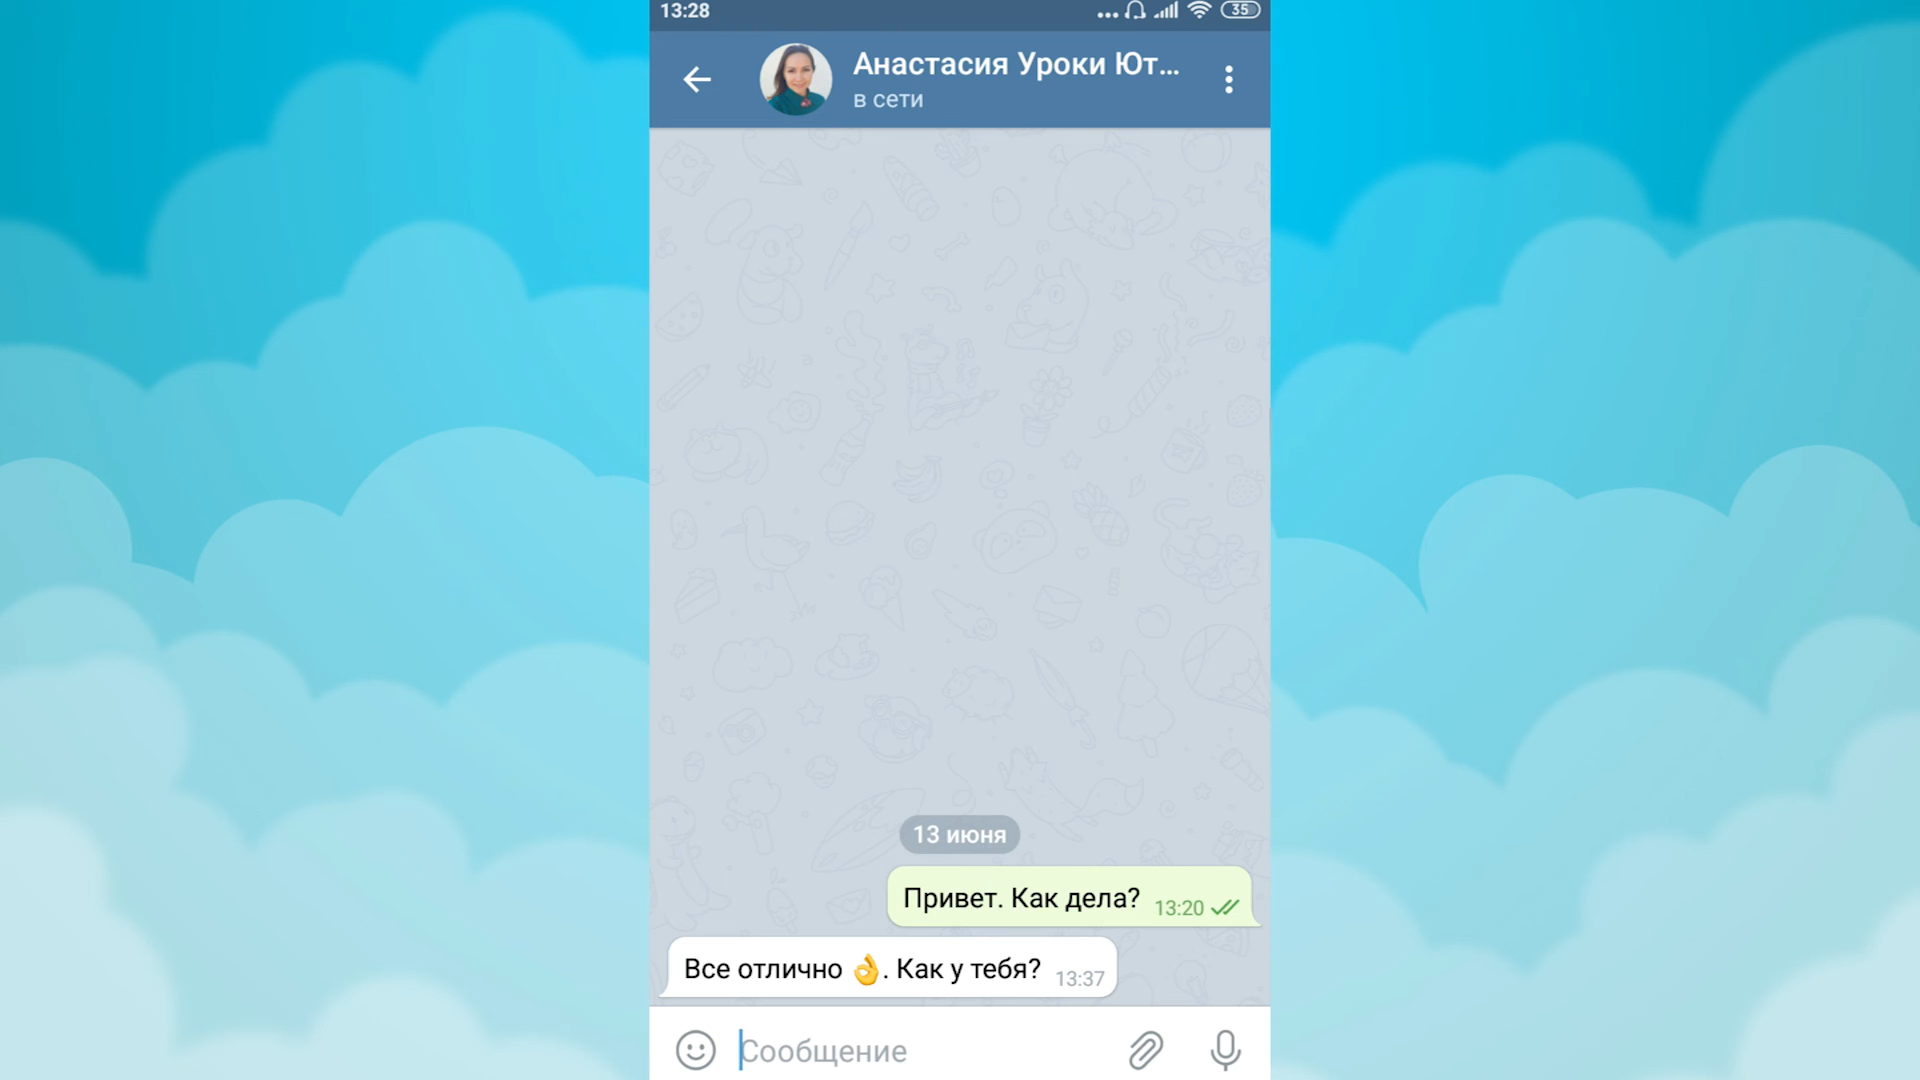 13:28
35
Анастасия Уроки Ют...
в сети
13 июня
Привет. Как дела? 13:20
Все отлично 👌. Как у тебя? 13:37
Сообщение